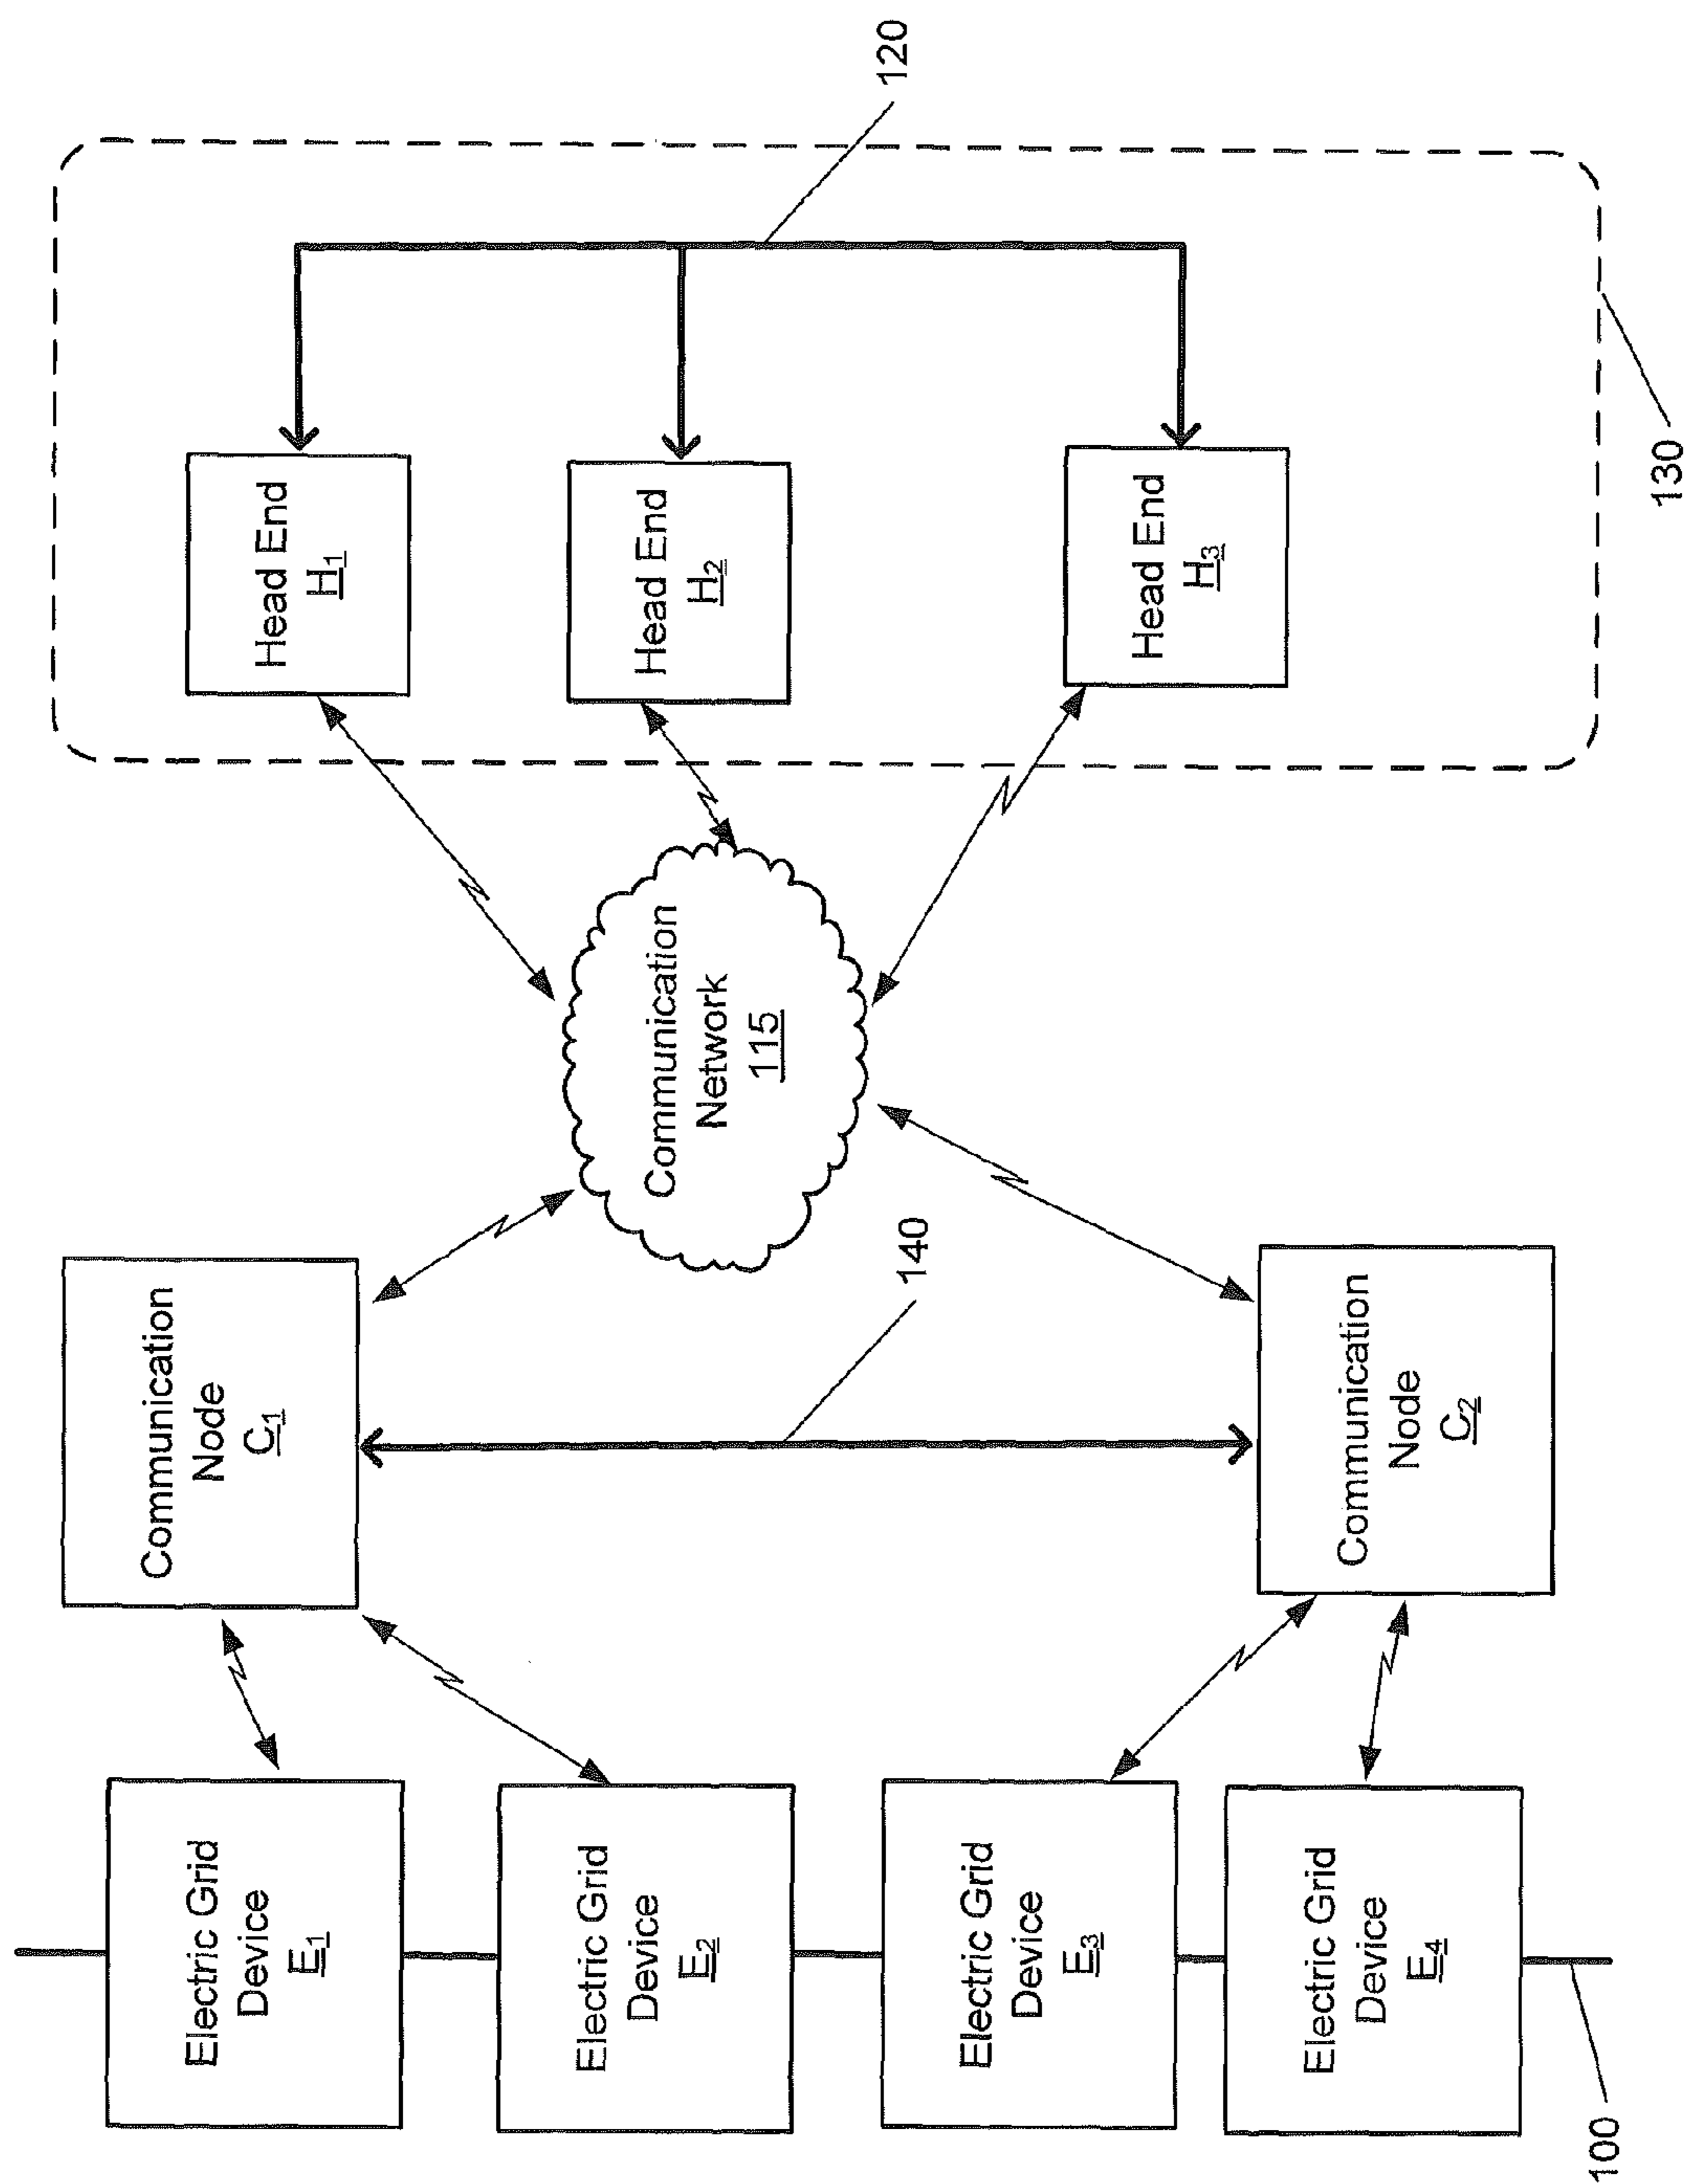 Electric Grid
Device
E1
Electric Grid
Device
E2
Electric Grid
Device
E3
Electric Grid
Device
E4
100
Communication
Node
C1
Communication
Node
C2
140
Communication
Network
115
Head End
H1
Head End
H2
Head End
H3
120
130